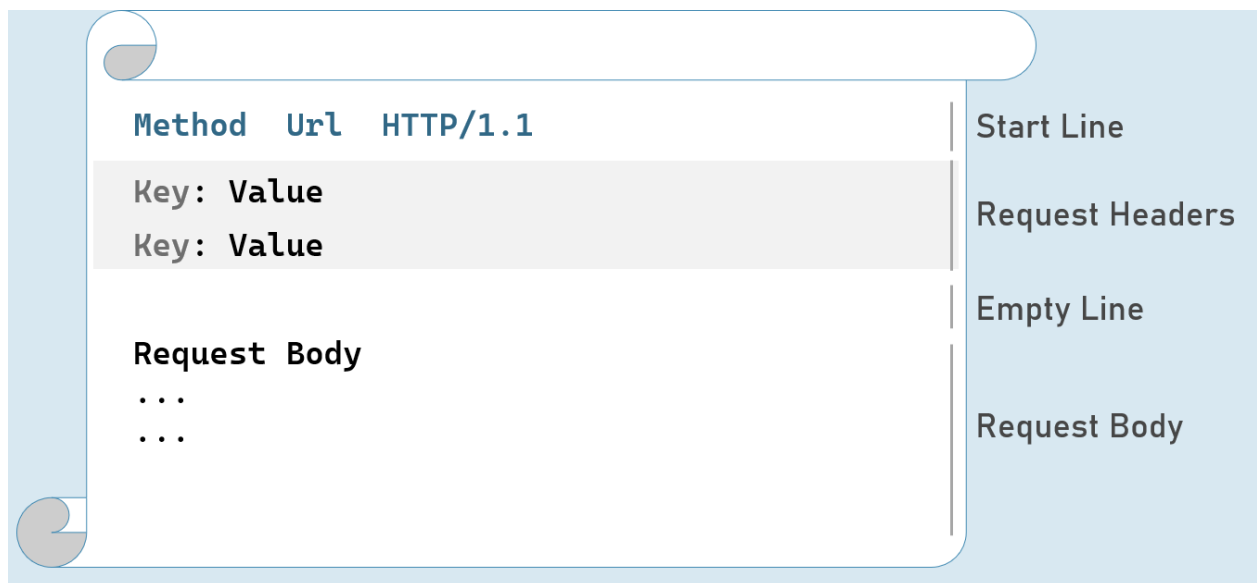 Method Url HTTP/1.1
Start Line
Key: Value
Key: Value
Request Headers
Empty Line
Request Body
...
...
Request Body